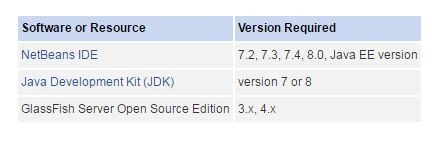 Software or Resource Version Required
NetBeans IDE 7.2, 7.3, 7.4, 8.0, Java EE version
Java Development Kit (JDK) version 7 or 8
GlassFish Server Open Source Edition 3.x, 4.x